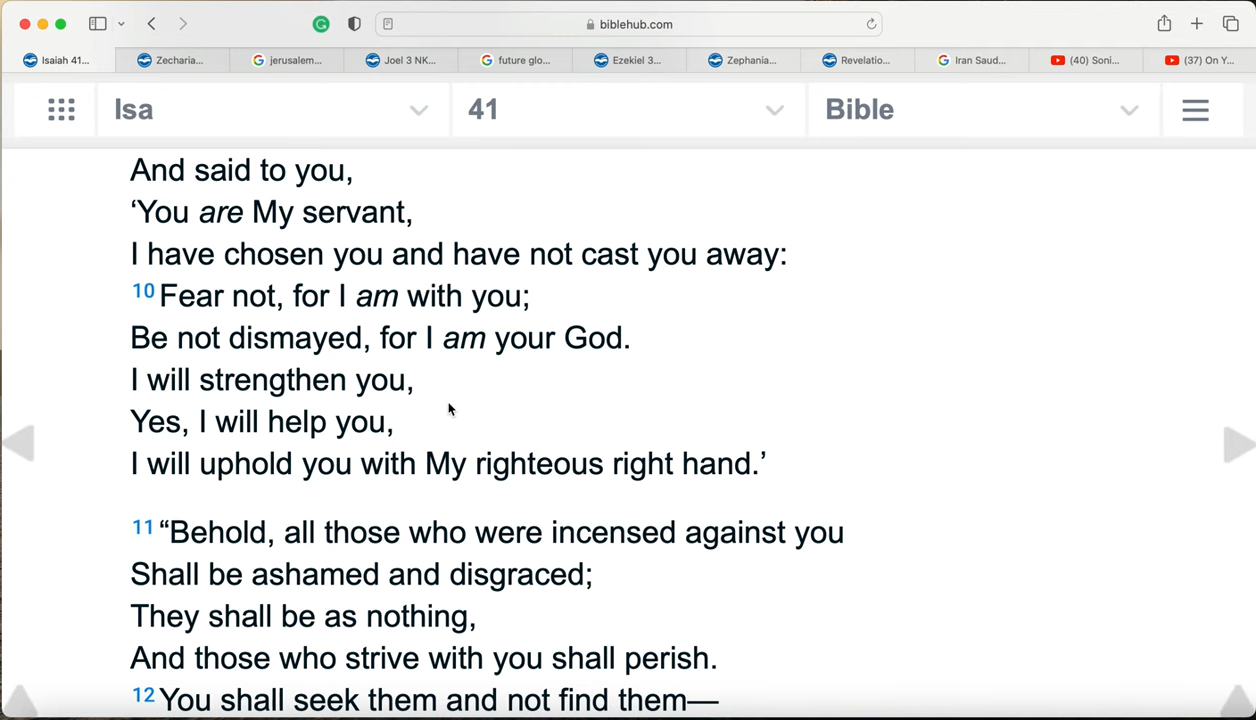 biblehub.com
Isaiah 41...
Zecharia...
jerusalem...
Joel 3 NK...
future glo...
Ezekiel 3...
Zephania...
Revelatio...
Iran Saud...
(40) Soni...
(37) On Y...
Isa
41
Bible
And said to you,
‘You are My servant,
I have chosen you and have not cast you away:
10 Fear not, for I am with you;
Be not dismayed, for I am your God.
I will strengthen you,
Yes, I will help you,
I will uphold you with My righteous right hand.’
11 “Behold, all those who were incensed against you
Shall be ashamed and disgraced;
They shall be as nothing,
And those who strive with you shall perish.
12 You shall seek them and not find them—